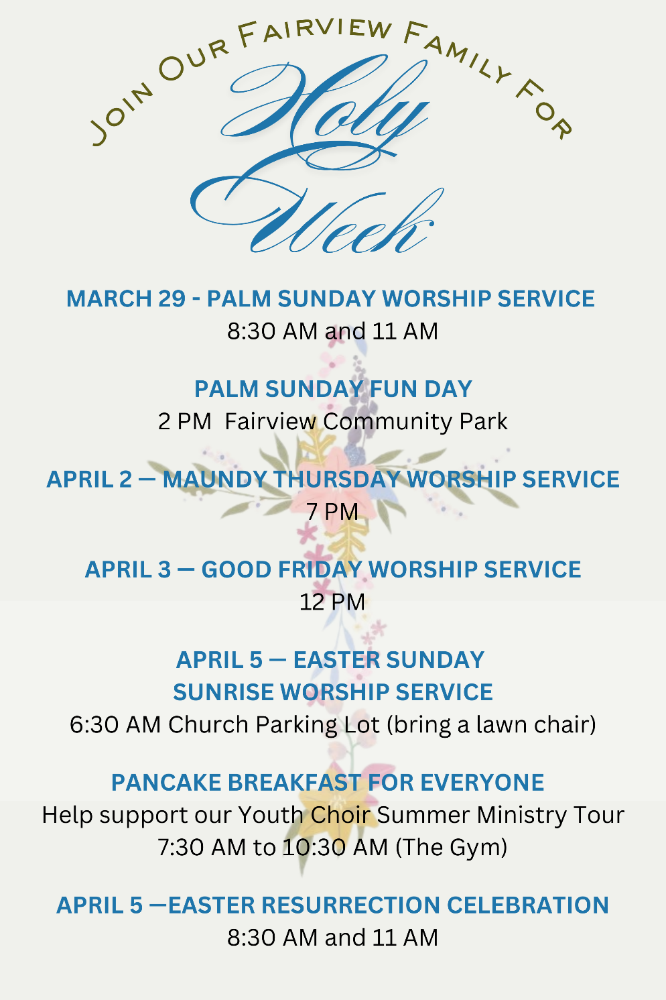 Join Our Fairview Family For
Holy
Week
MARCH 29 - PALM SUNDAY WORSHIP SERVICE
8:30 AM and 11 AM
PALM SUNDAY FUN DAY
2 PM  Fairview Community Park
APRIL 2 — MAUNDY THURSDAY WORSHIP SERVICE
7 PM
APRIL 3 — GOOD FRIDAY WORSHIP SERVICE
12 PM
APRIL 5 — EASTER SUNDAY
SUNRISE WORSHIP SERVICE
6:30 AM Church Parking Lot (bring a lawn chair)
PANCAKE BREAKFAST FOR EVERYONE
Help support our Youth Choir Summer Ministry Tour
7:30 AM to 10:30 AM (The Gym)
APRIL 5 —EASTER RESURRECTION CELEBRATION
8:30 AM and 11 AM